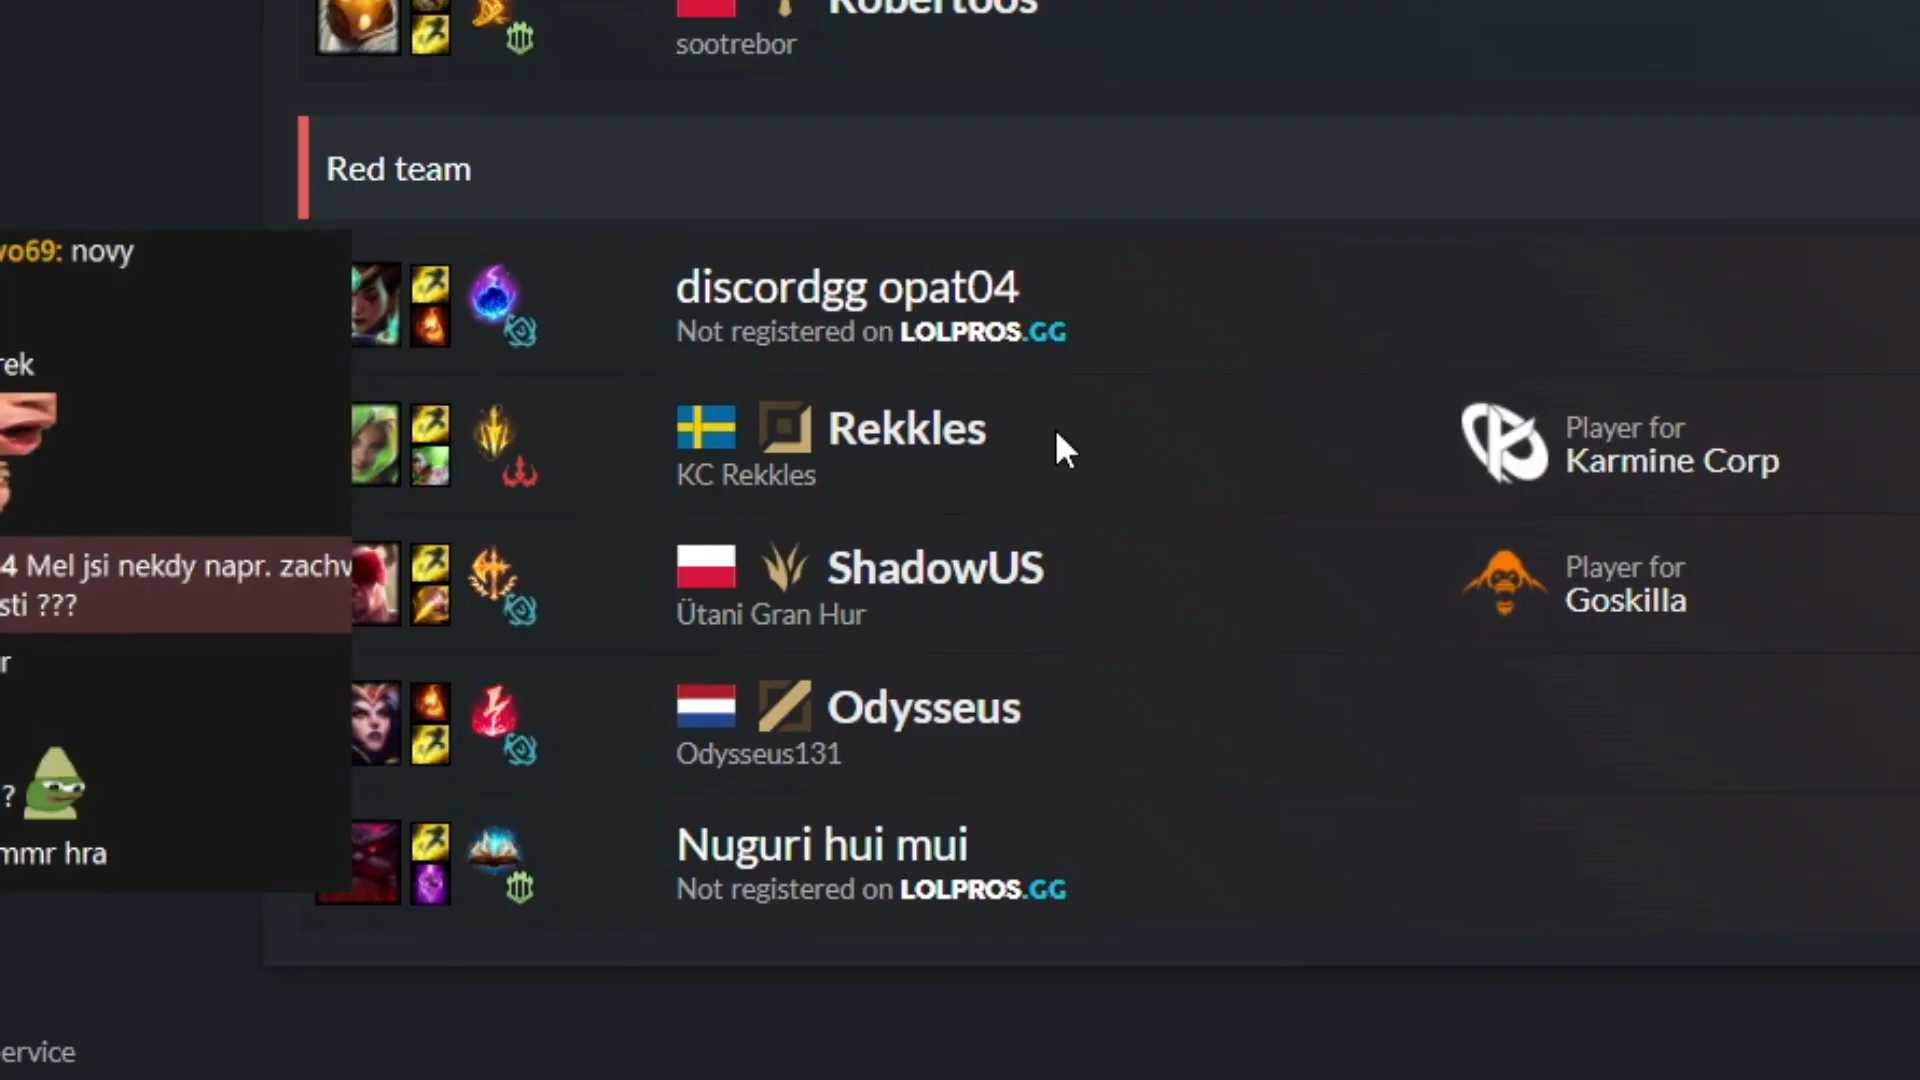 Robertoos
sootrebor
Red team
vo69: novy
rek
4 Mel jsi nekdy napr. zachv
sti ???
r
?
mmr hra
discordgg opat04
Not registered on LOLPROS.GG
Rekkles
KC Rekkles
Player for
Karmine Corp
ShadowUS
Ütani Gran Hur
Player for
Goskilla
Odysseus
Odysseus131
Nuguri hui mui
Not registered on LOLPROS.GG
ervice